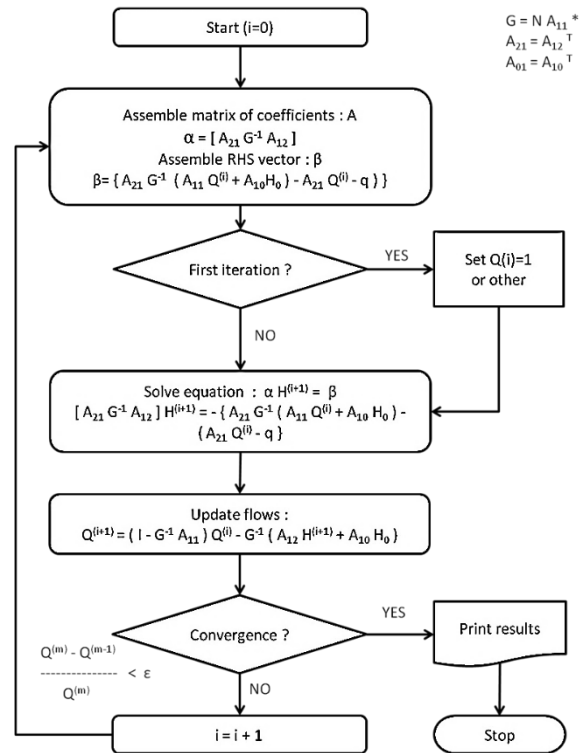 Start (i=0)
G = N A₁₁ *
A₂₁ = A₁₂ ᵀ
A₀₁ = A₁₀ ᵀ
Assemble matrix of coefficients : A
α = [ A₂₁ G⁻¹ A₁₂ ]
Assemble RHS vector : β
β= { A₂₁ G⁻¹ ( A₁₁ Q⁽ⁱ⁾ + A₁₀H₀ ) - A₂₁ Q⁽ⁱ⁾ - q ) }
First iteration ?
YES
Set Q(i)=1
or other
NO
Solve equation : α H⁽ⁱ⁺¹⁾ = β
[ A₂₁ G⁻¹ A₁₂ ] H⁽ⁱ⁺¹⁾ = - { A₂₁ G⁻¹ ( A₁₁ Q⁽ⁱ⁾ + A₁₀ H₀ ) -
( A₂₁ Q⁽ⁱ⁾ - q }
Update flows :
Q⁽ⁱ⁺¹⁾ = ( I - G⁻¹ A₁₁ ) Q⁽ⁱ⁾ - G⁻¹ ( A₁₂ H⁽ⁱ⁺¹⁾ + A₁₀ H₀ )
Convergence ?
YES
Print results
Q⁽ᵐ⁾ - Q⁽ᵐ⁻¹⁾
---------------- < ε
Q⁽ᵐ⁾
NO
i = i + 1
Stop